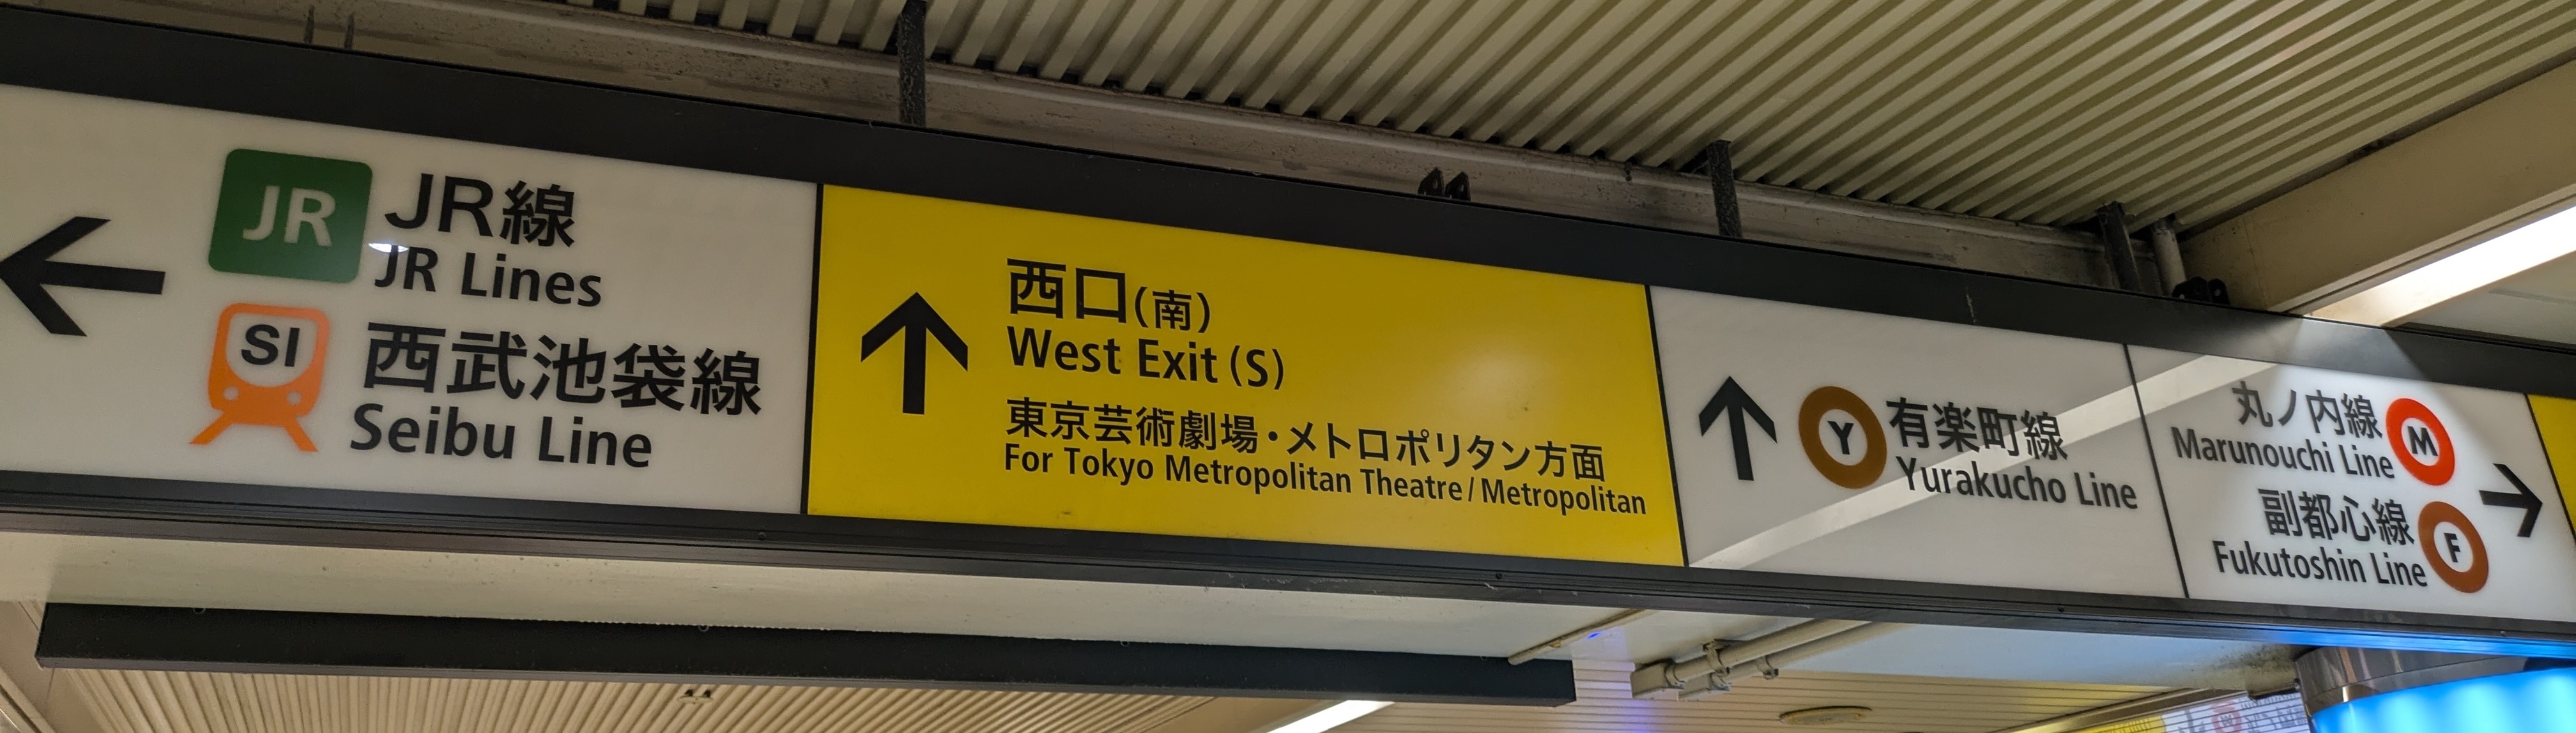 JR JR線
JR Lines
SI 西武池袋線
Seibu Line
西口(南)
West Exit (S)
東京芸術劇場・メトロポリタン方面
For Tokyo Metropolitan Theatre / Metropolitan
Y 有楽町線
Yurakucho Line
丸ノ内線 M
Marunouchi Line
副都心線 F
Fukutoshin Line